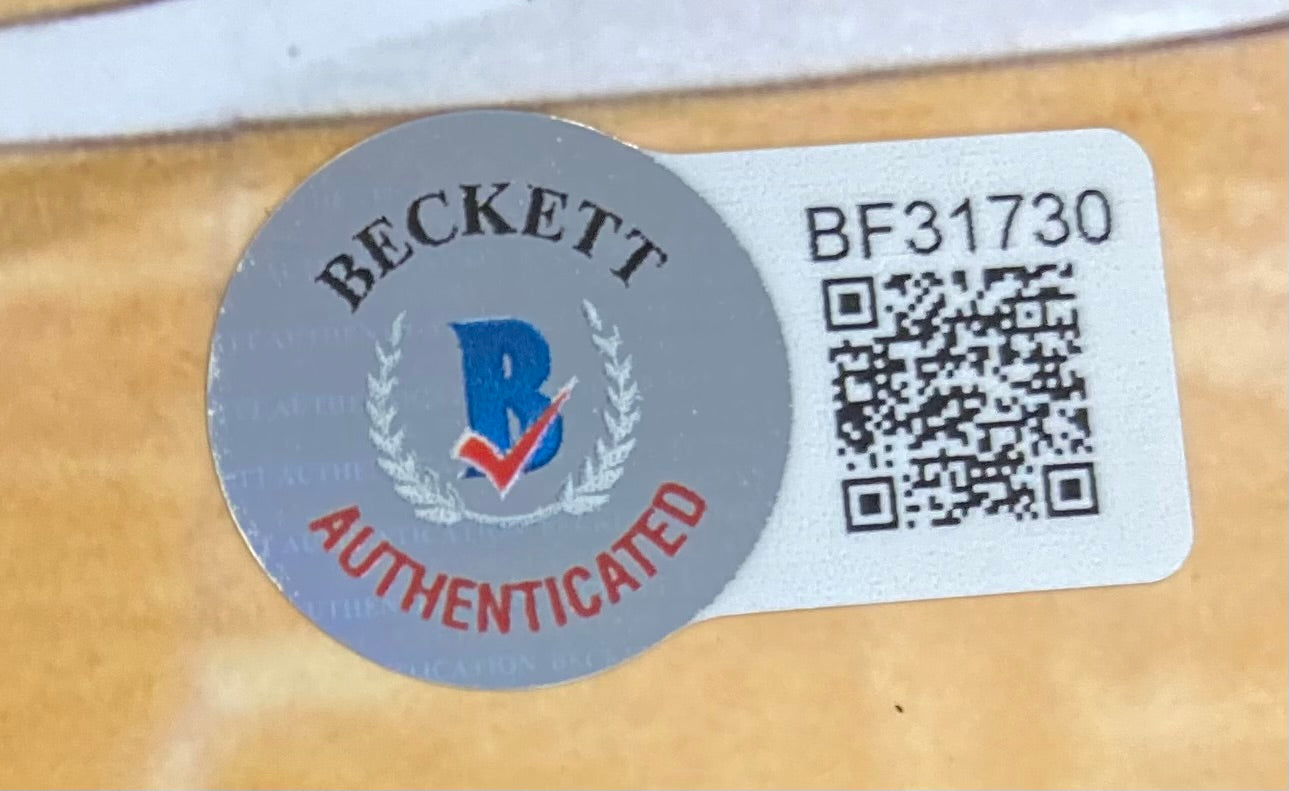 BECKETT
B
AUTHENTICATED
BF31730